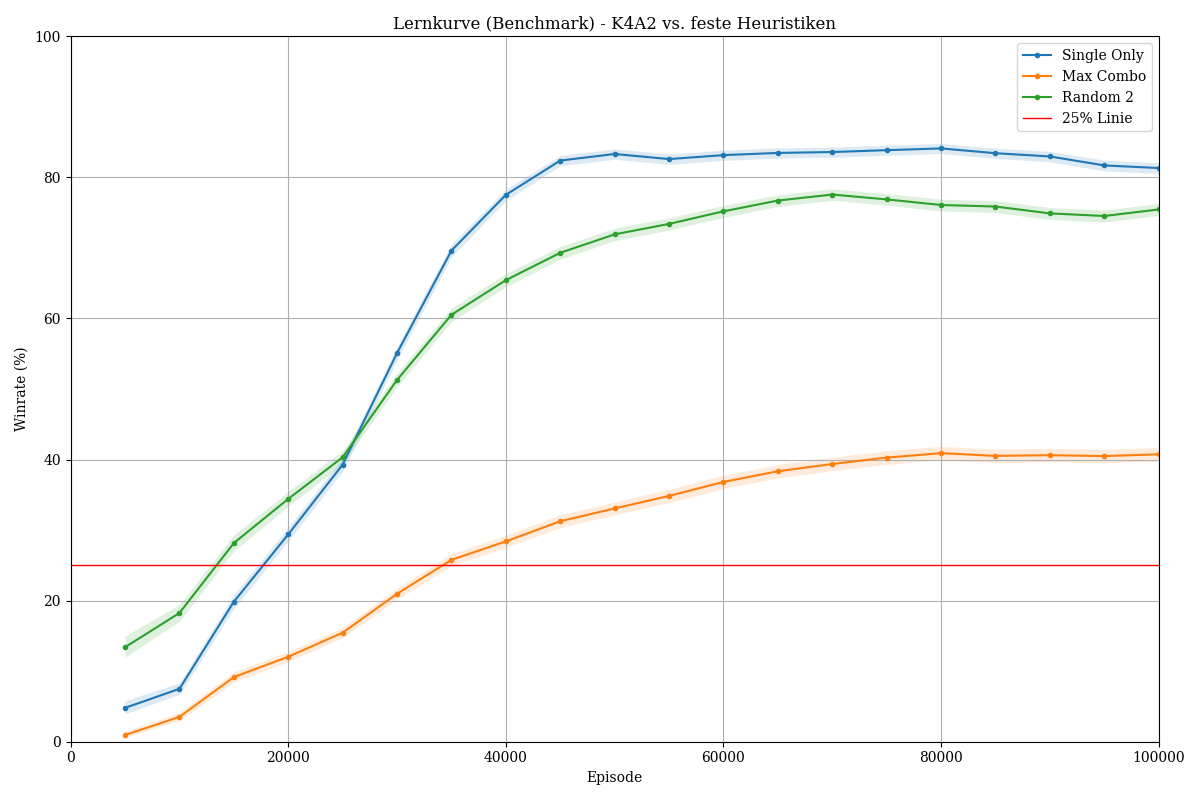 Lernkurve (Benchmark) - K4A2 vs. feste Heuristiken
100
80
60
40
20
0
Winrate (%)
Single Only
Max Combo
Random 2
25% Linie
0 20000 40000 60000 80000 100000
Episode